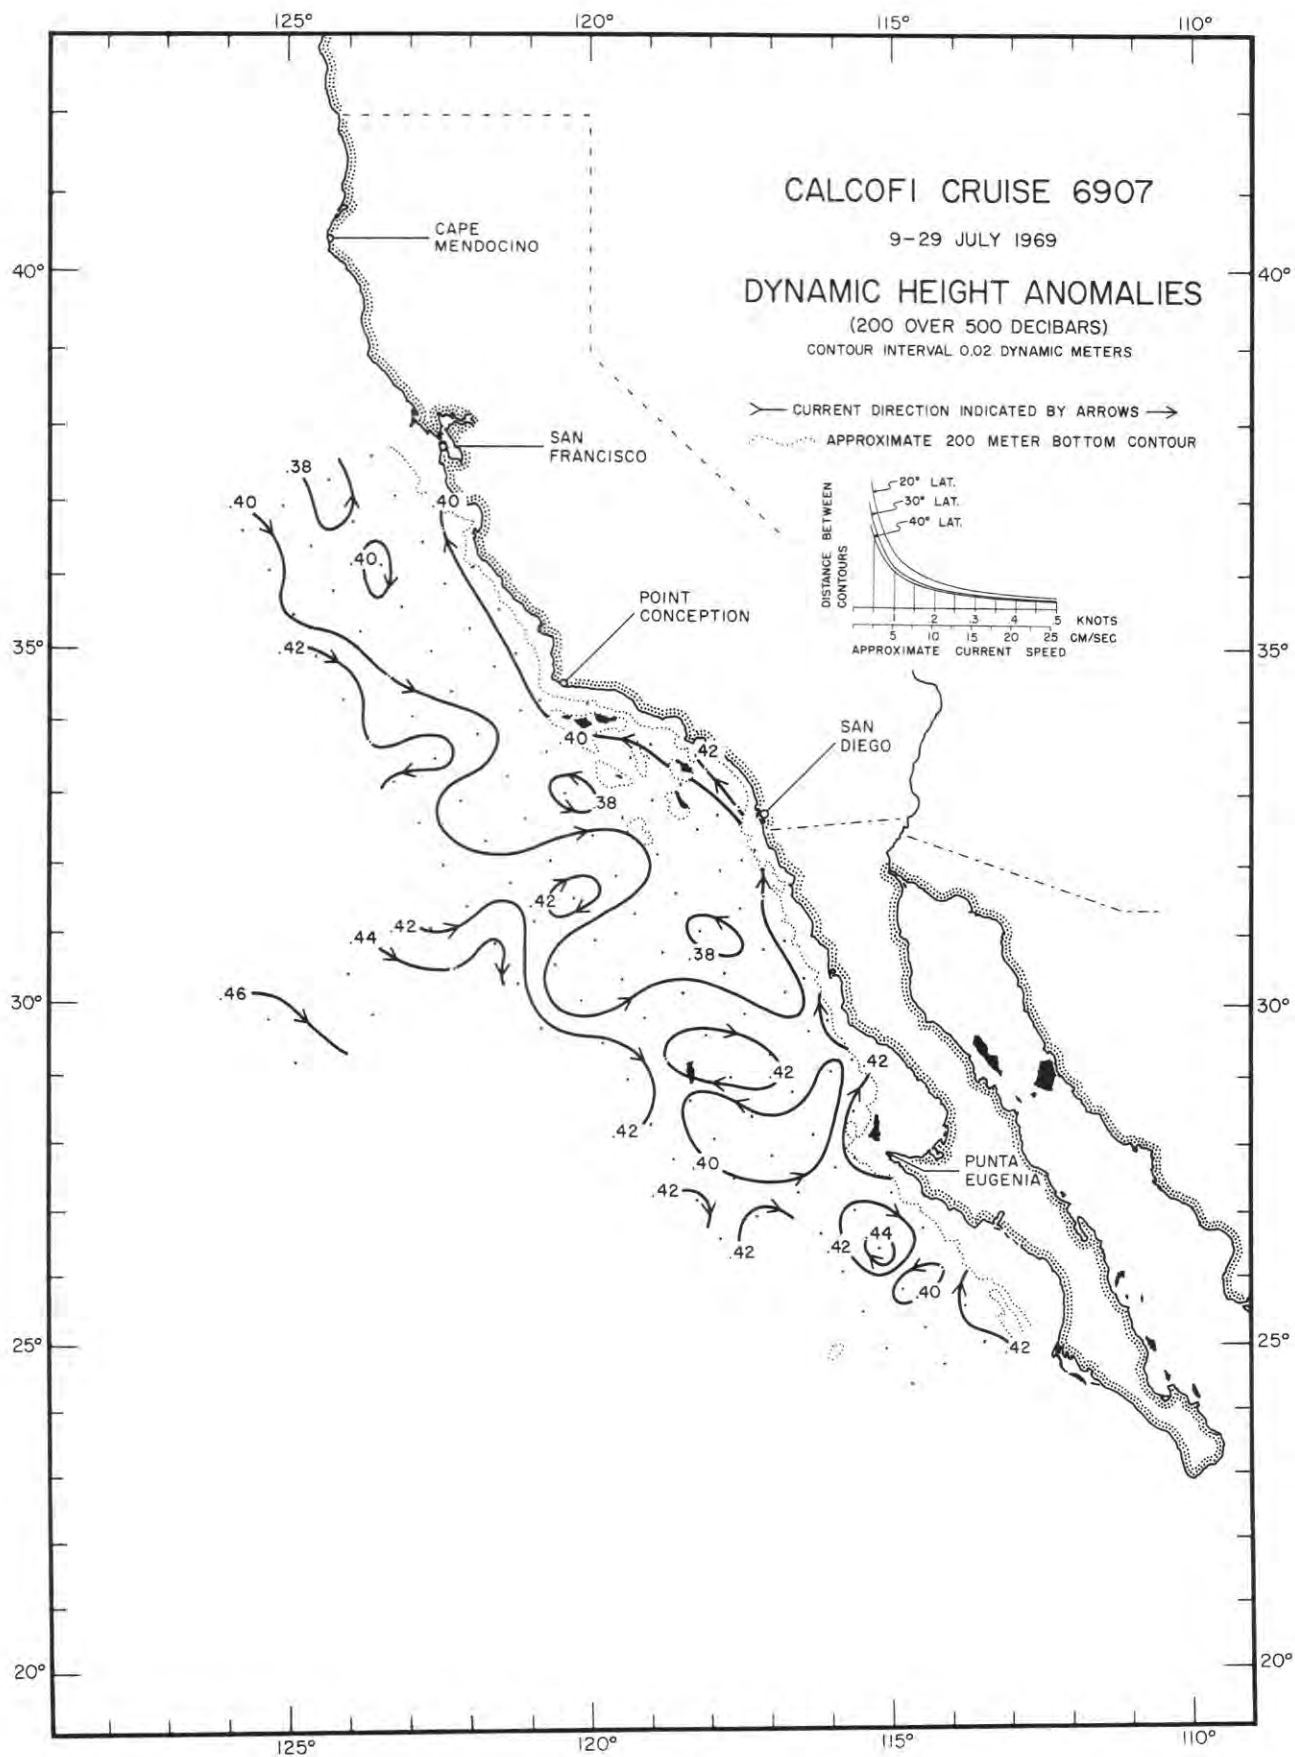 125°
120°
115°
110°
CALCOFI CRUISE 6907
9-29 JULY 1969
CAPE
MENDOCINO
40°
40°
DYNAMIC HEIGHT ANOMALIES
(200 OVER 500 DECIBARS)
CONTOUR INTERVAL 0.02 DYNAMIC METERS
CURRENT DIRECTION INDICATED BY ARROWS
APPROXIMATE 200 METER BOTTOM CONTOUR
SAN
FRANCISCO
.38
.40
.40
20° LAT.
30° LAT.
40° LAT.
DISTANCE BETWEEN
CONTOURS
.40
POINT
CONCEPTION
.1 .2 .3 .4 .5 KNOTS
5 10 15 20 25 CM/SEC
APPROXIMATE CURRENT SPEED
35°
.42
35°
SAN
DIEGO
.40
.42
.38
.42
.42
.44
.38
.46
30°
30°
.42
.42
.42
.40
PUNTA
EUGENIA
.42
.42
.42
.44
.40
.42
25°
25°
20°
20°
125°
120°
115°
110°